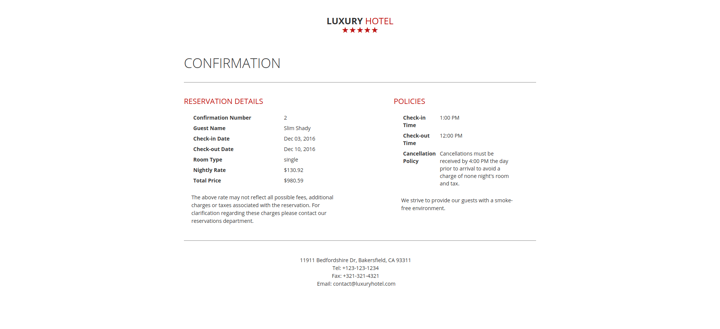 LUXURY HOTEL
★★★★★
CONFIRMATION
RESERVATION DETAILS
Confirmation Number 2
Guest Name Slim Shady
Check-in Date Dec 03, 2016
Check-out Date Dec 10, 2016
Room Type single
Nightly Rate $130.92
Total Price $980.59
The above rate may not reflect all possible fees, additional
charges or taxes associated with the reservation. For
clarification regarding these charges please contact our
reservations department.
POLICIES
Check-in 1:00 PM
Time
Check-out 12:00 PM
Time
Cancellation Cancellations must be
Policy received by 4:00 PM the day
prior to arrival to avoid a
charge of none night's room
and tax.
We strive to provide our guests with a smoke-
free environment.
11911 Bedfordshire Dr, Bakersfield, CA 93311
Tel: +123-123-1234
Fax: +321-321-4321
Email: contact@luxuryhotel.com